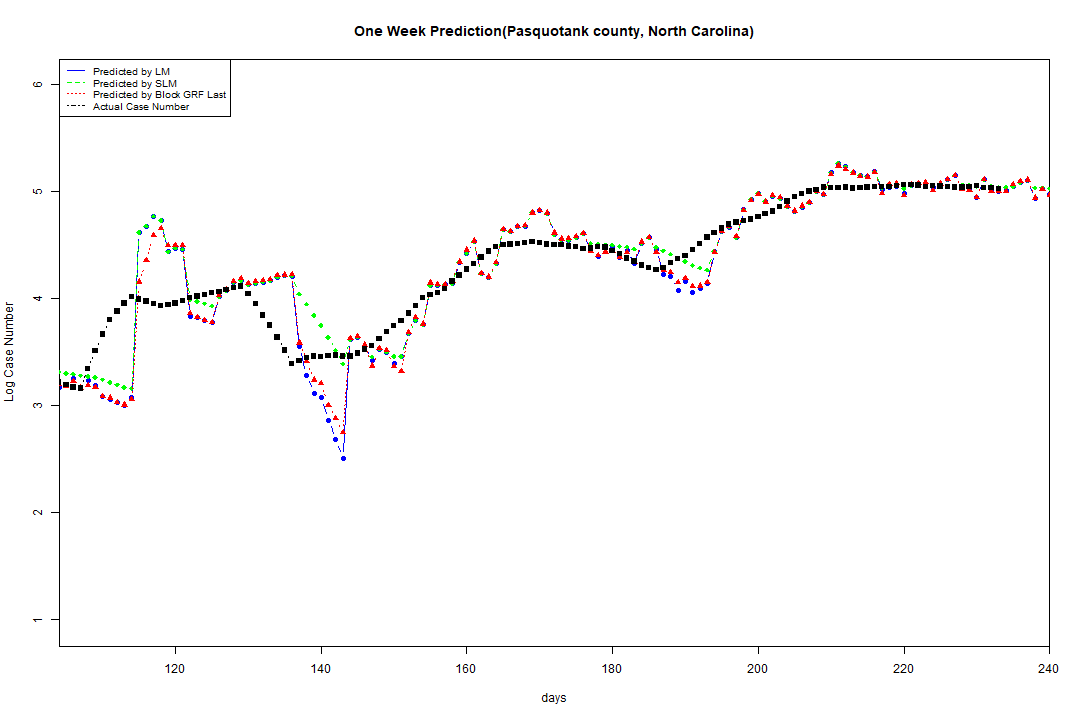 One Week Prediction(Pasquotank county, North Carolina)
Predicted by LM
Predicted by SLM
Predicted by Block GRF Last
Actual Case Number
6
5
4
3
2
1
Log Case Number
120 140 160 180 200 220 240
days